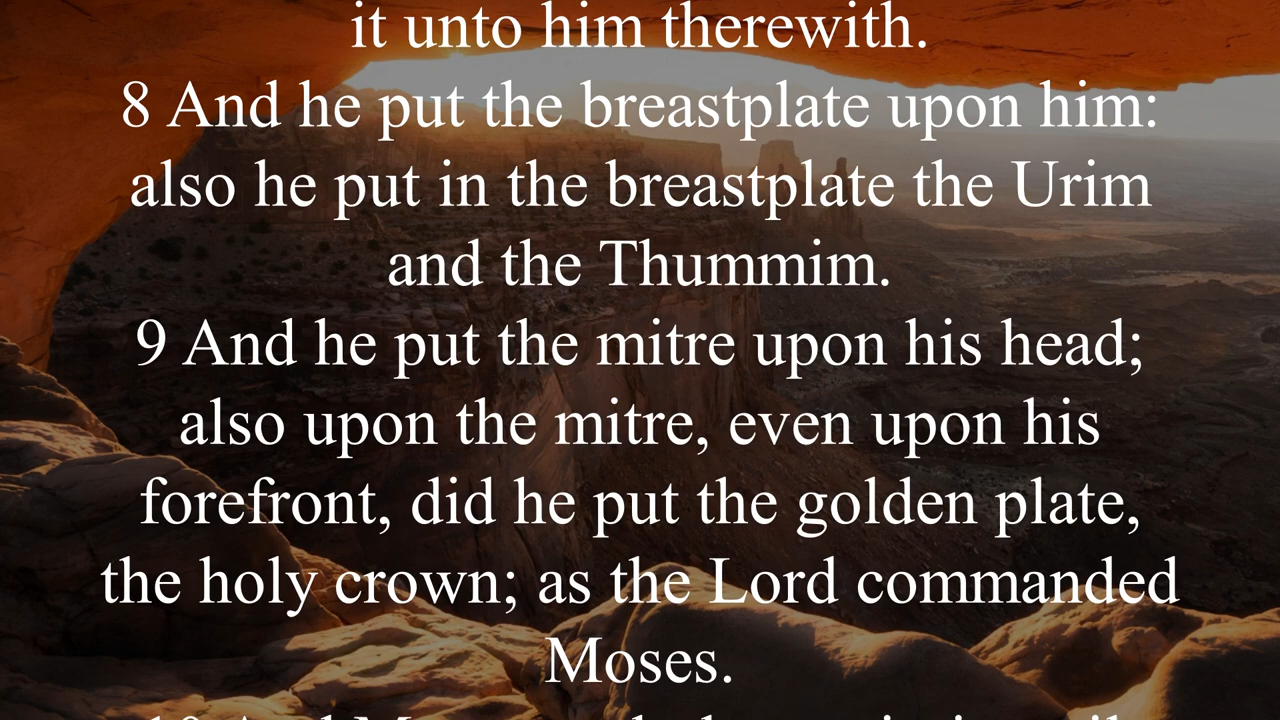 it unto him therewith.
8 And he put the breastplate upon him:
also he put in the breastplate the Urim
and the Thummim.
9 And he put the mitre upon his head;
also upon the mitre, even upon his
forefront, did he put the golden plate,
the holy crown; as the Lord commanded
Moses.